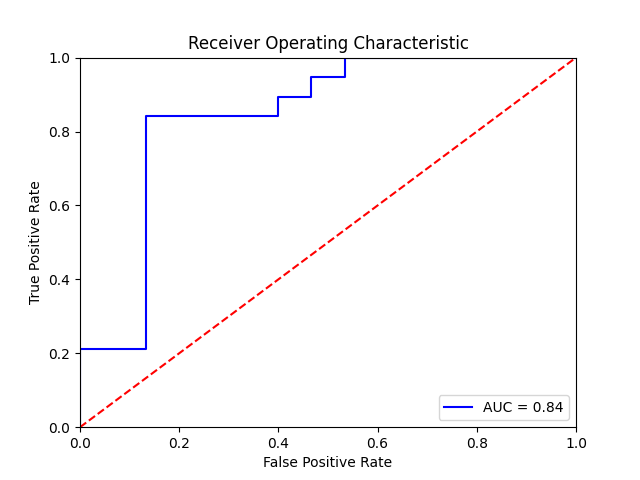 Receiver Operating Characteristic
1.0
0.8
0.6
0.4
0.2
0.0
True Positive Rate
AUC = 0.84
0.0 0.2 0.4 0.6 0.8 1.0
False Positive Rate